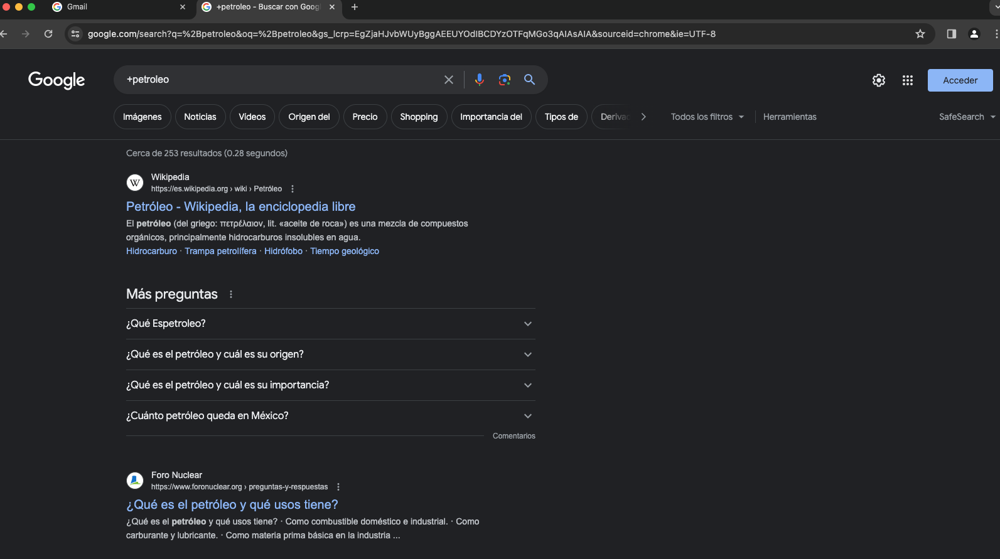 Gmail
+petroleo - Buscar con Goog
google.com/search?q=%2Bpetroleo&oq=%2Bpetroleo&gs_lcrp=EgZjaHJvbWUyBggAEEUYOdIBCDYzOTFqMGo3qAIAsAIA&sourceid=chrome&ie=UTF-8
Google
+petroleo
Acceder
Imágenes
Noticias
Vídeos
Origen del
Precio
Shopping
Importancia del
Tipos de
Derivac
Todos los filtros
Herramientas
SafeSearch
Cerca de 253 resultados (0.28 segundos)
W
Wikipedia
https://es.wikipedia.org › wiki › Petróleo
Petróleo - Wikipedia, la enciclopedia libre
El petróleo (del griego: πετρέλαιον, lit. «aceite de roca») es una mezcla de compuestos
orgánicos, principalmente hidrocarburos insolubles en agua.
Hidrocarburo · Trampa petrolífera · Hidrófobo · Tiempo geológico
Más preguntas
¿Qué Espetroleo?
¿Qué es el petróleo y cuál es su origen?
¿Qué es el petróleo y cuál es su importancia?
¿Cuánto petróleo queda en México?
Comentarios
Foro Nuclear
https://www.foronuclear.org › preguntas-y-respuestas
¿Qué es el petróleo y qué usos tiene?
¿Qué es el petróleo y qué usos tiene? · Como combustible doméstico e industrial. · Como
carburante y lubricante. · Como materia prima básica en la industria ...